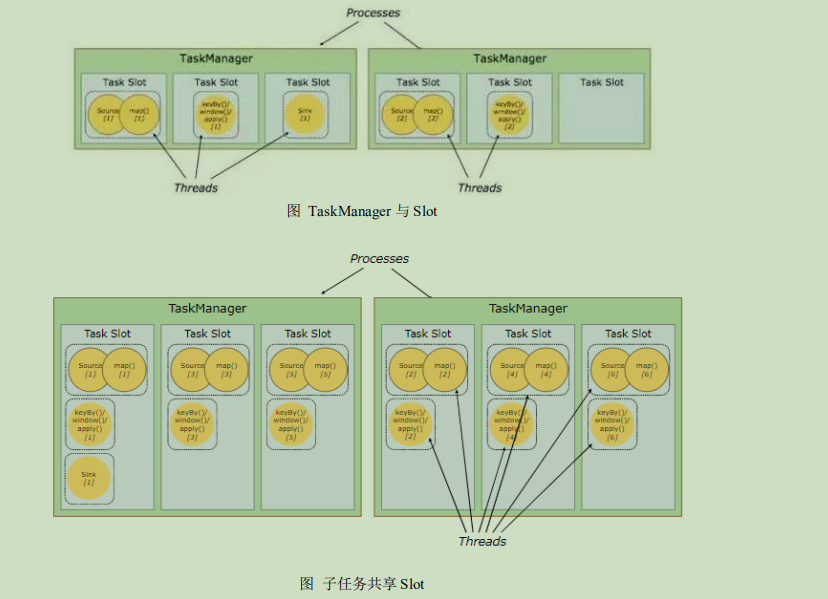 Processes
TaskManager
TaskManager
Task Slot
Task Slot
Task Slot
Task Slot
Task Slot
Task Slot
Source
[1]
map()
[1]
keyBy()/
window()/
apply()
[1]
Sink
[1]
Source
[2]
map()
[2]
keyBy()/
window()/
apply()
[2]
Threads
Threads
图 TaskManager 与 Slot
Processes
TaskManager
TaskManager
Task Slot
Task Slot
Task Slot
Task Slot
Task Slot
Task Slot
Source
[1]
map()
[1]
Source
[3]
map()
[3]
Source
[5]
map()
[5]
Source
[2]
map()
[2]
Source
[4]
map()
[4]
Source
[6]
map()
[6]
keyBy()/
window()/
apply()
[1]
keyBy()/
window()/
apply()
[3]
keyBy()/
window()/
apply()
[5]
keyBy()/
window()/
apply()
[2]
keyBy()/
window()/
apply()
[4]
keyBy()/
window()/
apply()
[6]
Sink
[1]
Threads
图 子任务共享 Slot